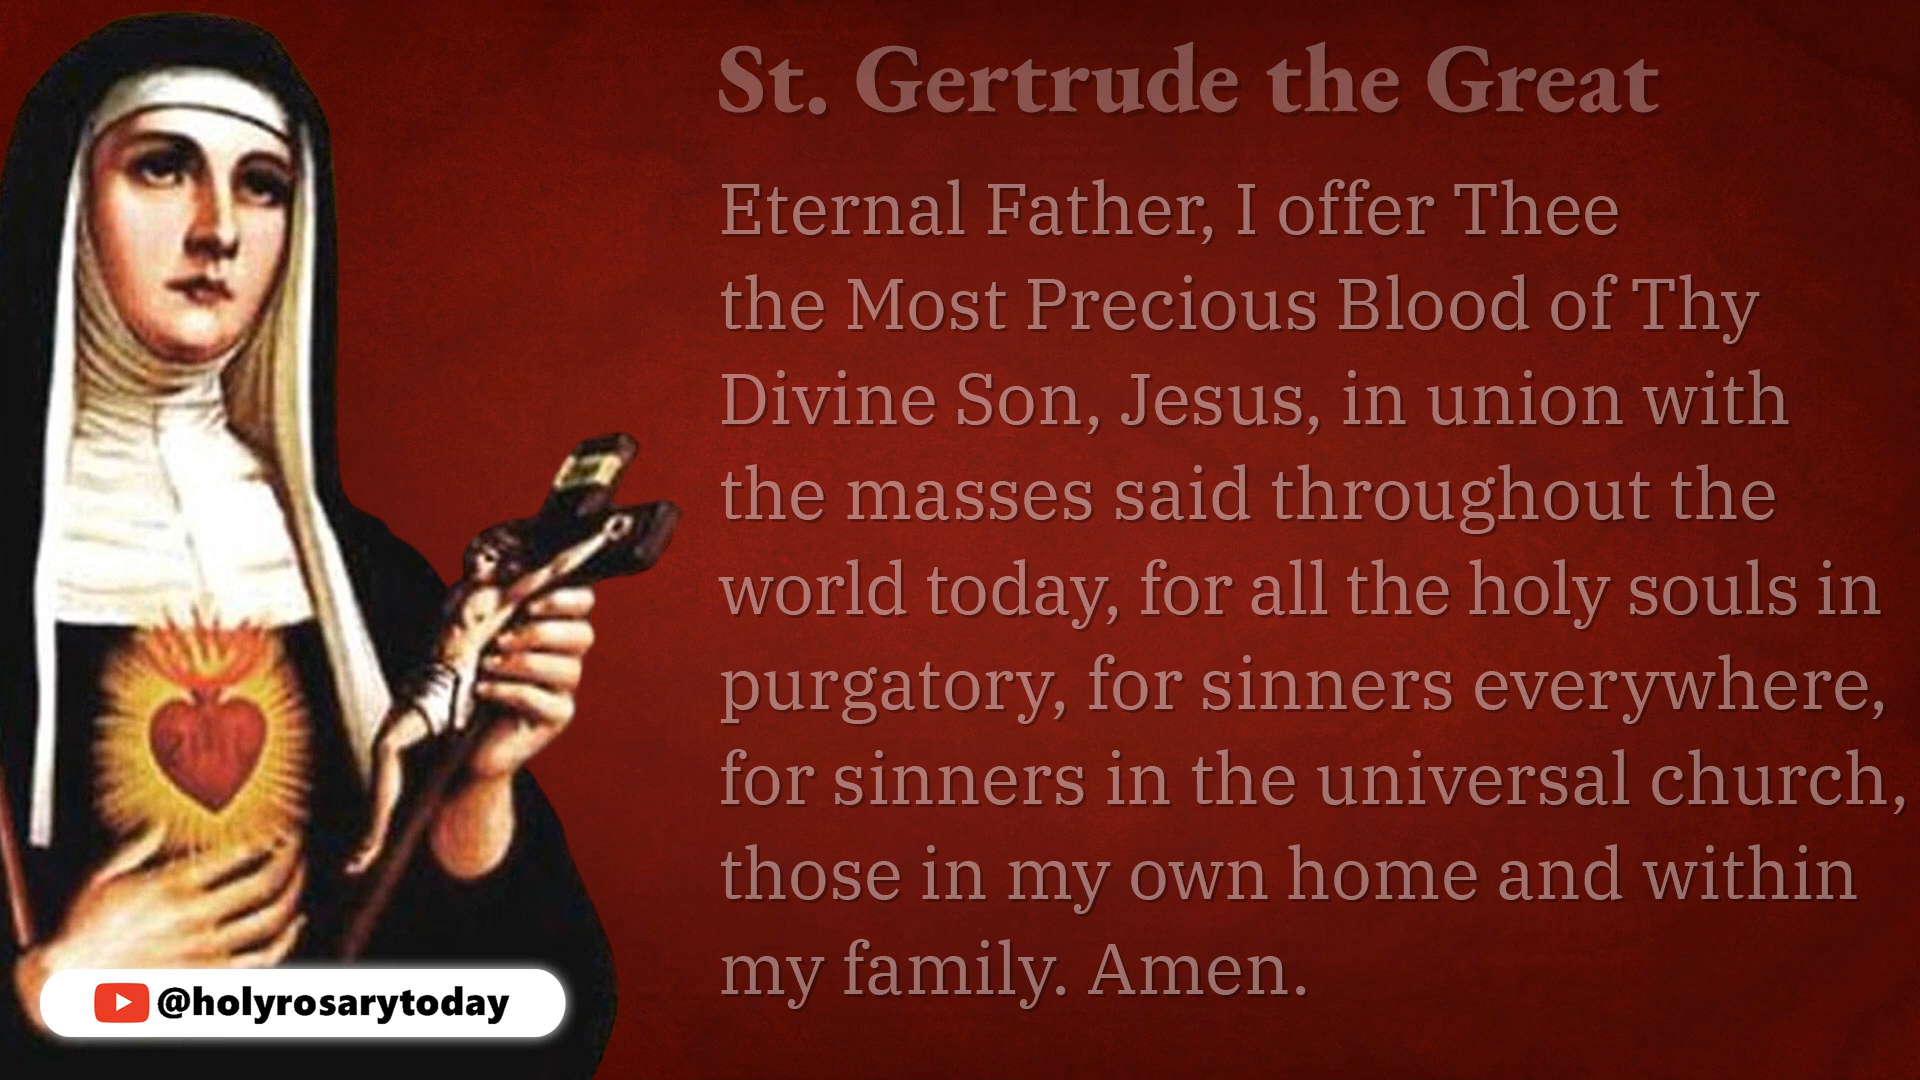 St. Gertrude the Great
Eternal Father, I offer Thee
the Most Precious Blood of Thy
Divine Son, Jesus, in union with
the masses said throughout the
world today, for all the holy souls in
purgatory, for sinners everywhere,
for sinners in the universal church,
those in my own home and within
my family. Amen.
@holyrosarytoday